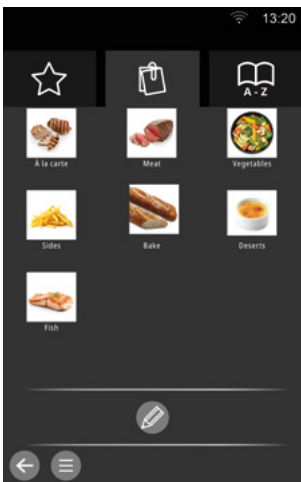 13:20
A - Z
À la carte
Meat
Vegetables
Sides
Bake
Deserts
Fish